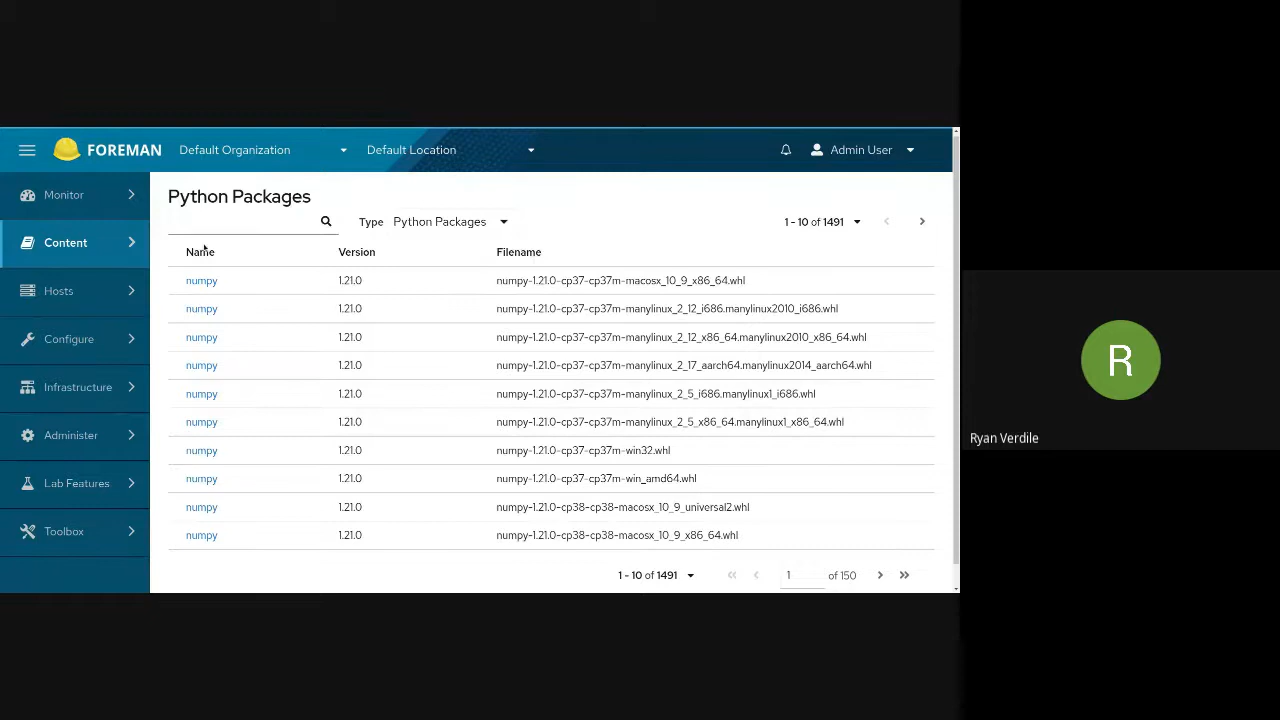 FOREMAN Default Organization Default Location Admin User
Monitor
Content
Hosts
Configure
Infrastructure
Administer
Lab Features
Toolbox
Python Packages
Type Python Packages 1 - 10 of 1491
Name Version Filename
numpy 1.21.0 numpy-1.21.0-cp37-cp37m-macosx_10_9_x86_64.whl
numpy 1.21.0 numpy-1.21.0-cp37-cp37m-manylinux_2_12_i686.manylinux2010_i686.whl
numpy 1.21.0 numpy-1.21.0-cp37-cp37m-manylinux_2_12_x86_64.manylinux2010_x86_64.whl
numpy 1.21.0 numpy-1.21.0-cp37-cp37m-manylinux_2_17_aarch64.manylinux2014_aarch64.whl
numpy 1.21.0 numpy-1.21.0-cp37-cp37m-manylinux_2_5_i686.manylinux1_i686.whl
numpy 1.21.0 numpy-1.21.0-cp37-cp37m-manylinux_2_5_x86_64.manylinux1_x86_64.whl
numpy 1.21.0 numpy-1.21.0-cp37-cp37m-win32.whl
numpy 1.21.0 numpy-1.21.0-cp37-cp37m-win_amd64.whl
numpy 1.21.0 numpy-1.21.0-cp38-cp38-macosx_10_9_universal2.whl
numpy 1.21.0 numpy-1.21.0-cp38-cp38-macosx_10_9_x86_64.whl
1 - 10 of 1491 1 of 150
R
Ryan Verdile